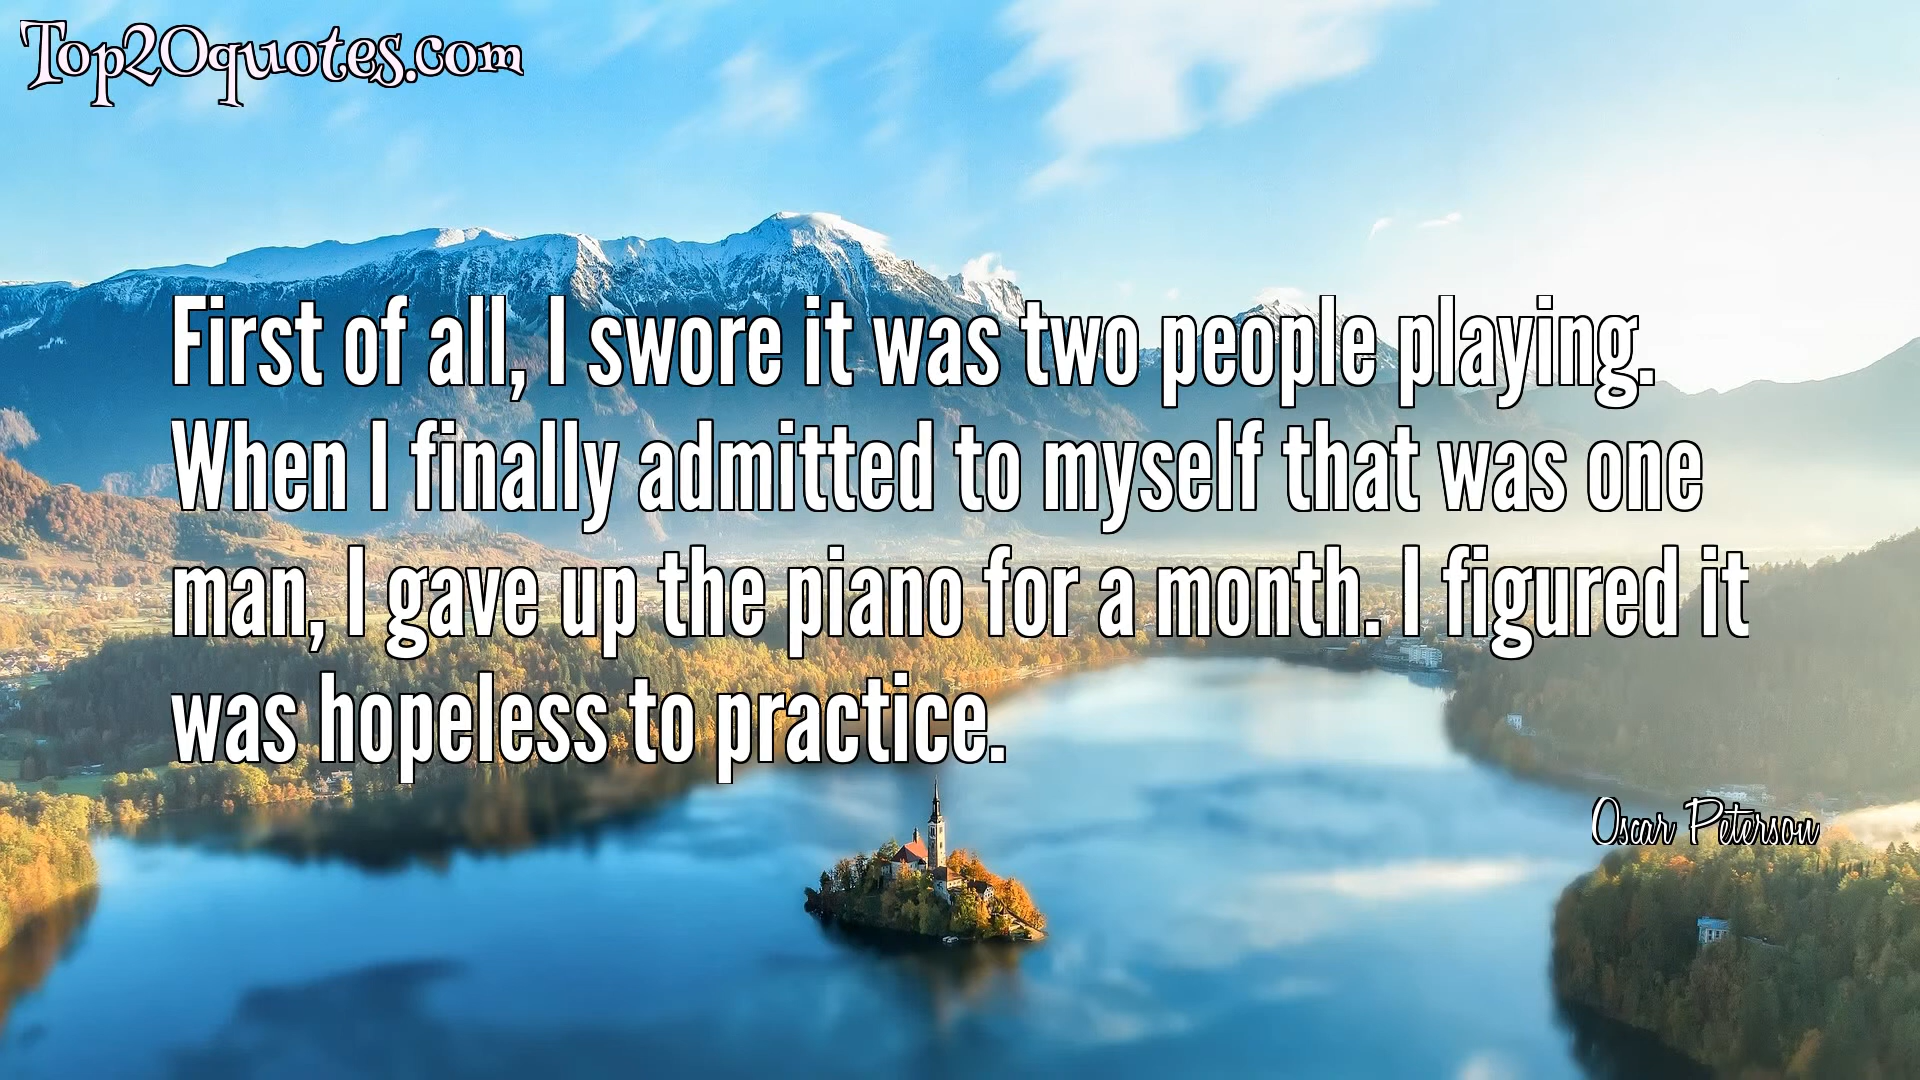 Top20quotes.com
First of all, I swore it was two people playing.
When I finally admitted to myself that was one
man, I gave up the piano for a month. I figured it
was hopeless to practice.
Oscar Peterson